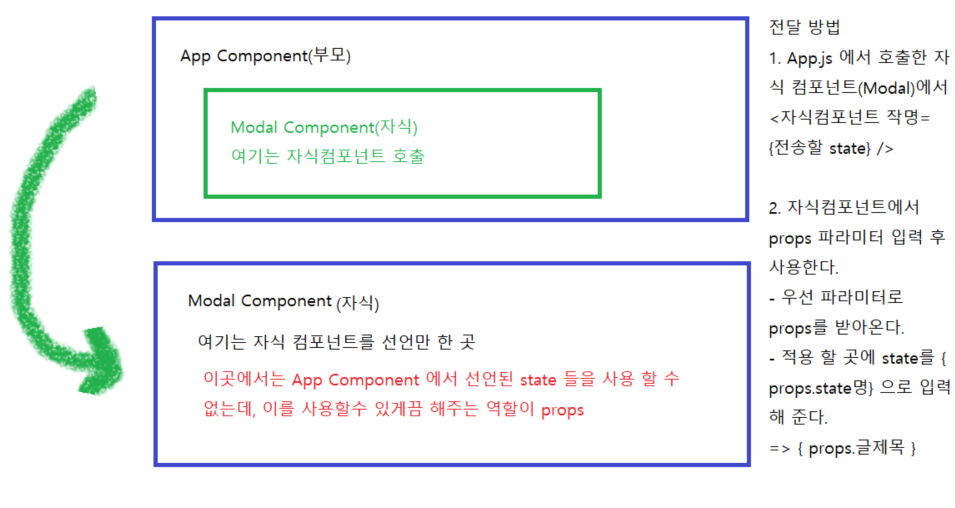 App Component(부모)
Modal Component(자식)
여기는 자식컴포넌트 호출
Modal Component (자식)
여기는 자식 컴포넌트를 선언만 한 곳
이곳에서는 App Component 에서 선언된 state 들을 사용 할 수
없는데, 이를 사용할수 있게끔 해주는 역할이 props
전달 방법
1. App.js 에서 호출한 자
식 컴포넌트(Modal)에서
<자식컴포넌트 작명=
{전송할 state} />
2. 자식컴포넌트에서
props 파라미터 입력 후
사용한다.
- 우선 파라미터로
props를 받아온다.
- 적용 할 곳에 state를 {
props.state명} 으로 입력
해 준다.
=> { props.글제목 }